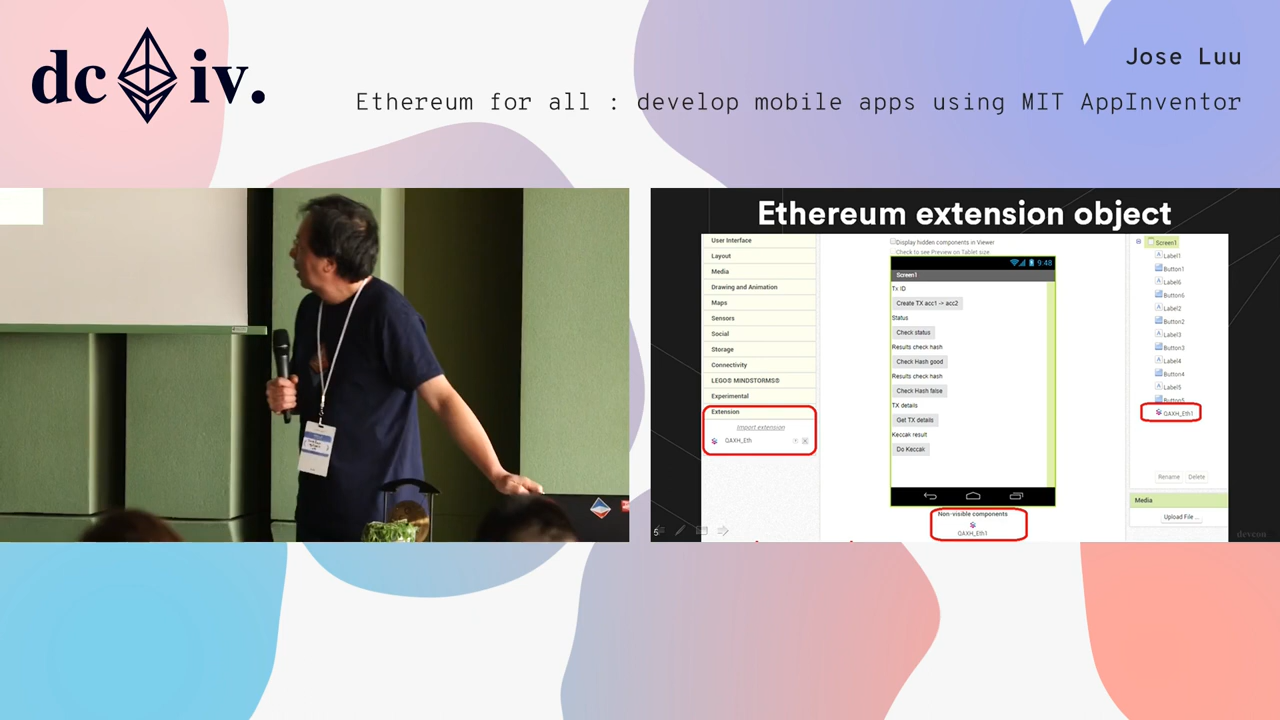 dc iv.
Jose Luu
Ethereum for all : develop mobile apps using MIT AppInventor
Ethereum extension object
User Interface
Layout
Media
Drawing and Animation
Maps
Sensors
Social
Storage
Connectivity
LEGO® MINDSTORMS®
Experimental
Extension
Import extension
QAXH_Eth
Display hidden components in Viewer
Check to see Preview on Tablet size
9:48
Screen1
Tx ID
Create TX acc1 -> acc2
Status
Check status
Results check hash
Check Hash good
Results check hash
Check Hash false
TX details
Get TX details
Keccak result
Do Keccak
Non-visible components
QAXH_Eth1
Screen1
Label1
Button1
Label6
Button6
Label2
Button2
Label3
Button3
Label4
Button4
Label5
Button5
QAXH_Eth1
Rename Delete
Media
Upload File ...
5
devcon